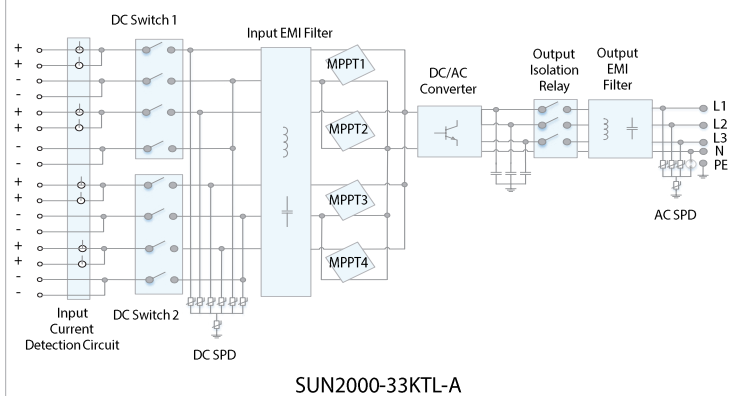 DC Switch 1
Input EMI Filter
Output
Isolation
Relay
Output
EMI
Filter
DC/AC
Converter
MPPT1
MPPT2
MPPT3
MPPT4
+
+
-
-
+
+
-
-
+
+
-
-
+
+
-
-
L1
L2
L3
N
PE
AC SPD
Input
Current
Detection Circuit
DC Switch 2
DC SPD
SUN2000-33KTL-A